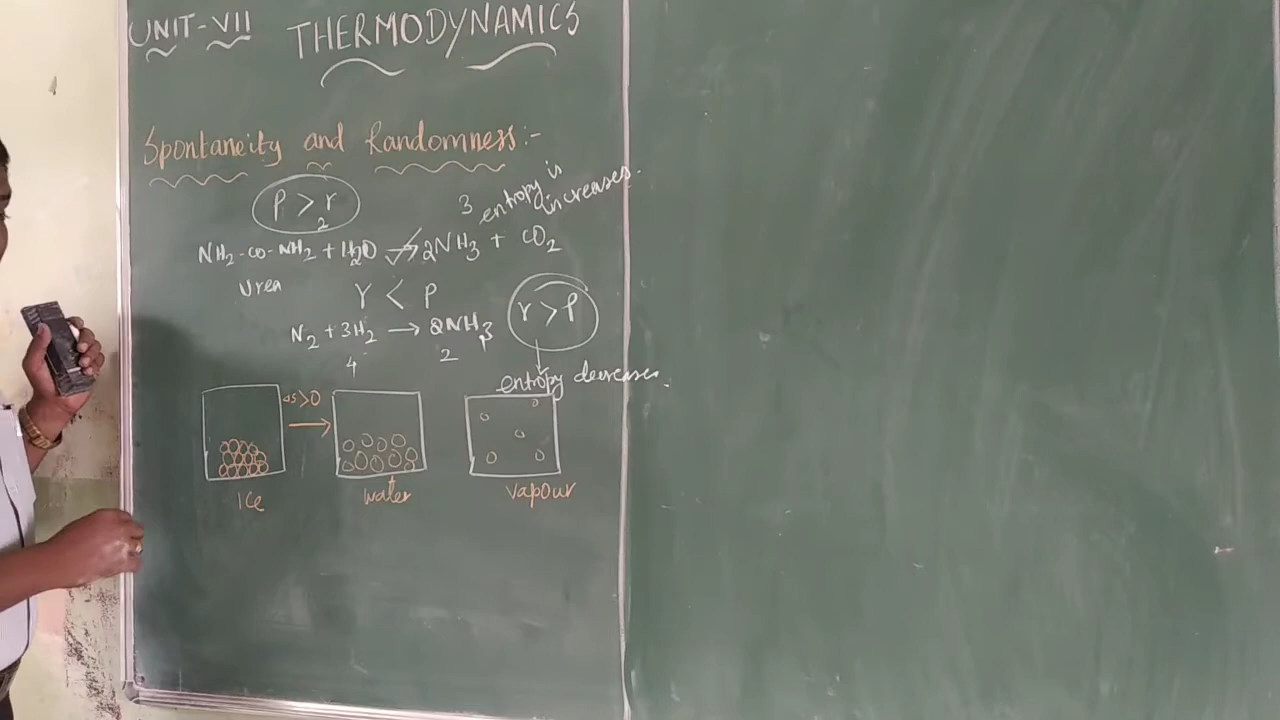 UNIT-VII THERMODYNAMICS
Spontaneity and Randomness:-
P > r
2
3 entropy is increases.
NH2-CO-NH2 + H2O → 2NH3 + CO2
Urea
r < P
N2 + 3H2 → 2NH3
4 2
r > P
entropy decreases.
ΔS>0
ice water vapour